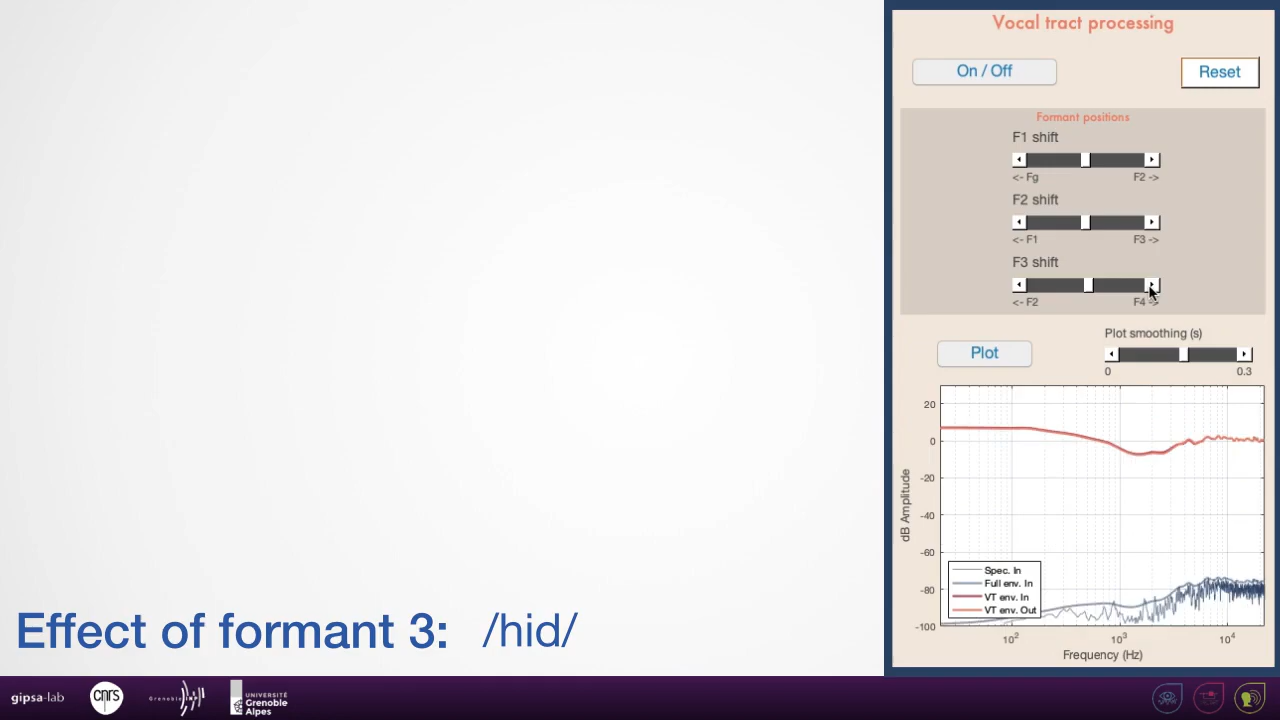 Vocal tract processing
On / Off
Reset
Formant positions
F1 shift
<- Fg
F2 ->
F2 shift
<- F1
F3 ->
F3 shift
<- F2
F4 ->
Plot
Plot smoothing (s)
0
0.3
20
0
-20
-40
-60
-80
-100
dB Amplitude
Spec. In
Full env. In
VT env. In
VT env. Out
10²
10³
10⁴
Frequency (Hz)
Effect of formant 3: /hid/
gipsa-lab
cnrs
Grenoble
UNIVERSITÉ
Grenoble
Alpes